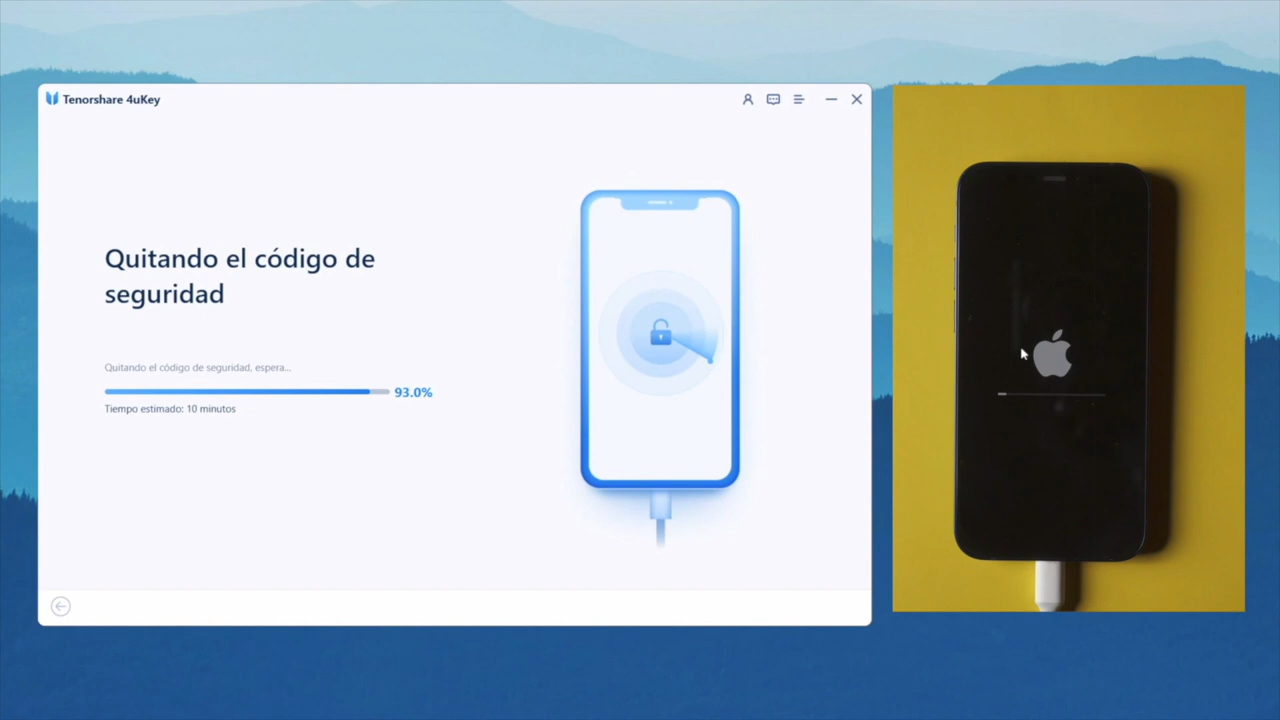 Tenorshare 4uKey
Quitando el código de
seguridad
Quitando el código de seguridad, espera...
93.0%
Tiempo estimado: 10 minutos